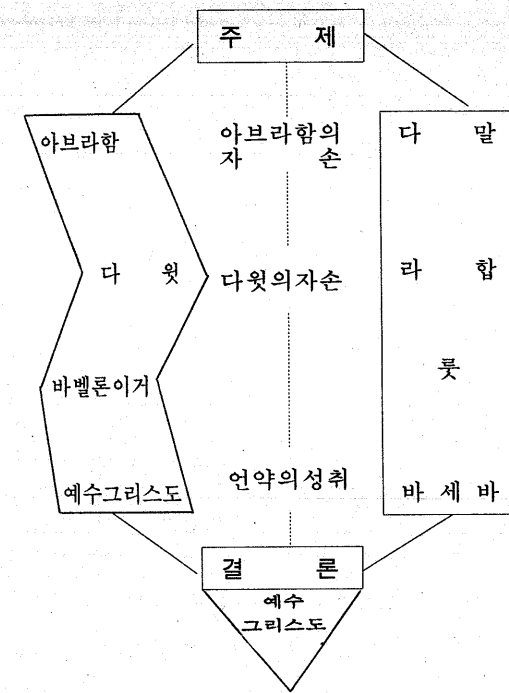 주 제
아브라함
다 윗
바벨론이거
예수그리스도
아브라함의
자 손
다윗의자손
언약의성취
다 말
라 합
룻
바 세 바
결 론
예수
그리스도